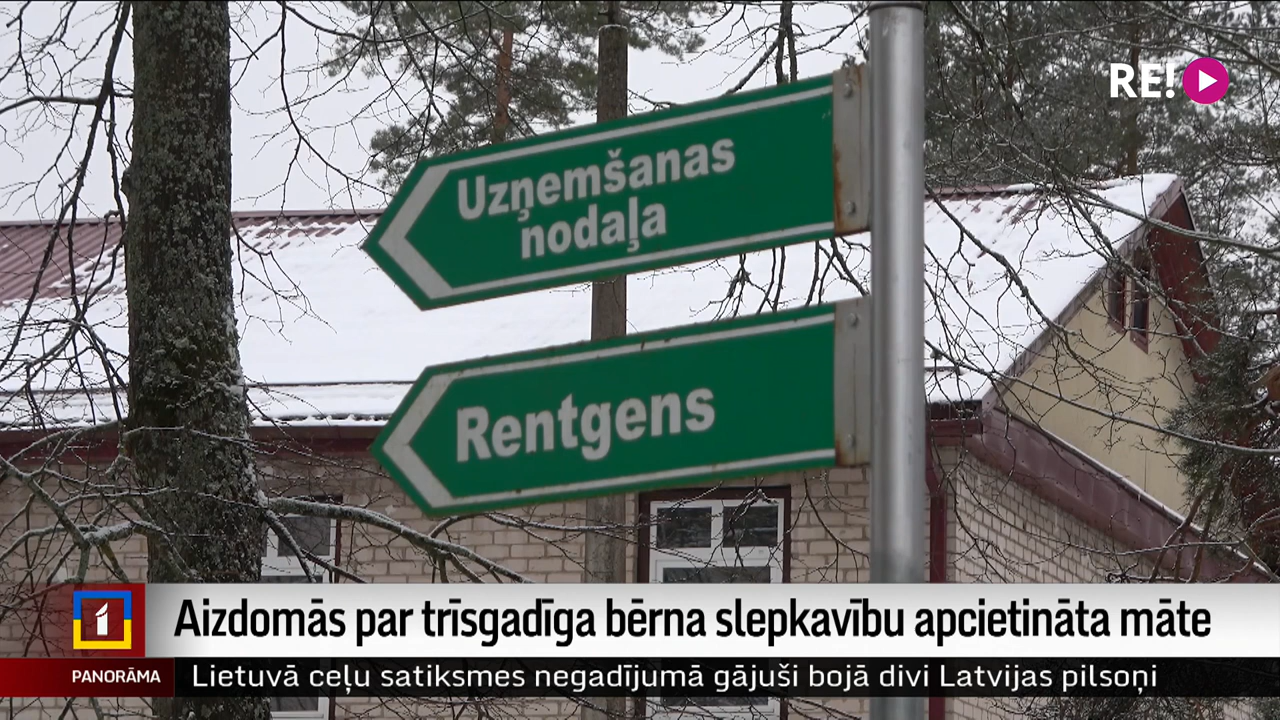 RE!
Uzņemšanas
nodaļa
Rentgens
1
Aizdomās par trīsgadīga bērna slepkavību apcietināta māte
PANORĀMA
Lietuvā ceļu satiksmes negadījumā gājuši bojā divi Latvijas pilsoņi